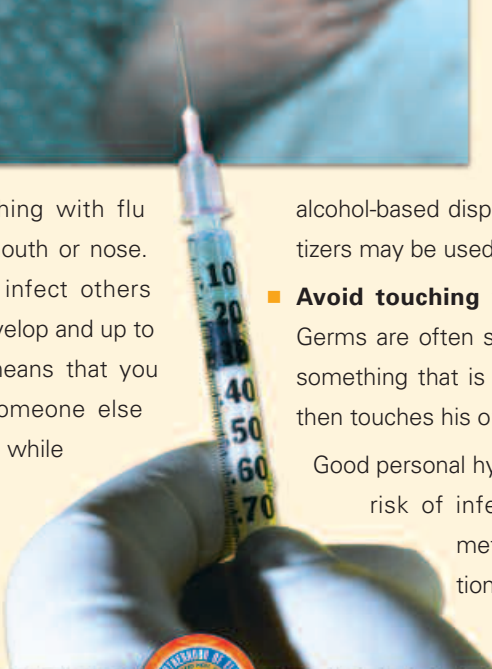 ning with flu
outh or nose.
infect others
velop and up to
neans that you
omeone else
while
.10
.20
.30
.40
.50
.60
.70
alcohol-based disp
tizers may be used
Avoid touching
Germs are often s
something that is
then touches his o
Good personal hy
risk of infe
met
tion